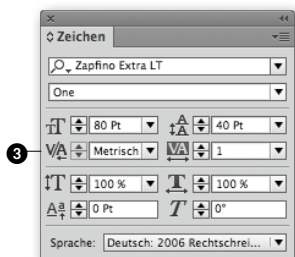 Zeichen
Zapfino Extra LT
One
80 Pt 40 Pt
3 Metrisch 1
100 % 100 %
0 Pt 0°
Sprache: Deutsch: 2006 Rechtschrei...